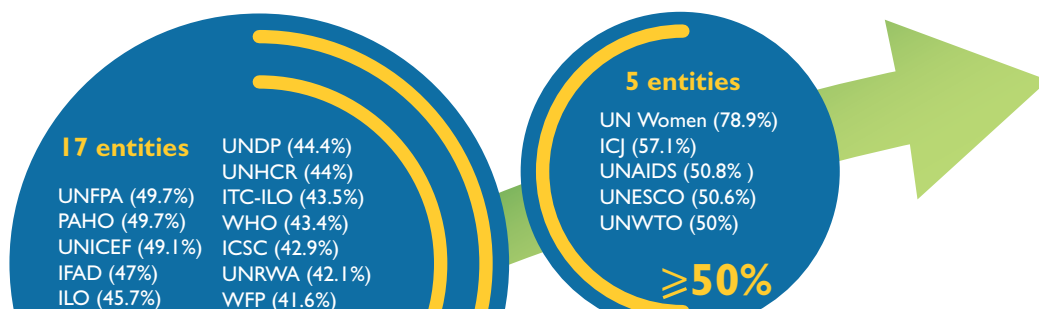 17 entities
UNFPA (49.7%)
PAHO (49.7%)
UNICEF (49.1%)
IFAD (47%)
ILO (45.7%)
UNDP (44.4%)
UNHCR (44%)
ITC-ILO (43.5%)
WHO (43.4%)
ICSC (42.9%)
UNRWA (42.1%)
WFP (41.6%)
5 entities
UN Women (78.9%)
ICJ (57.1%)
UNAIDS (50.8% )
UNESCO (50.6%)
UNWTO (50%)
⩾50%